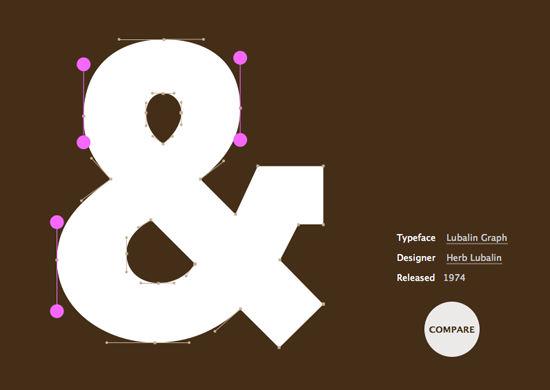 &
Typeface Lubalin Graph
Designer Herb Lubalin
Released 1974
COMPARE